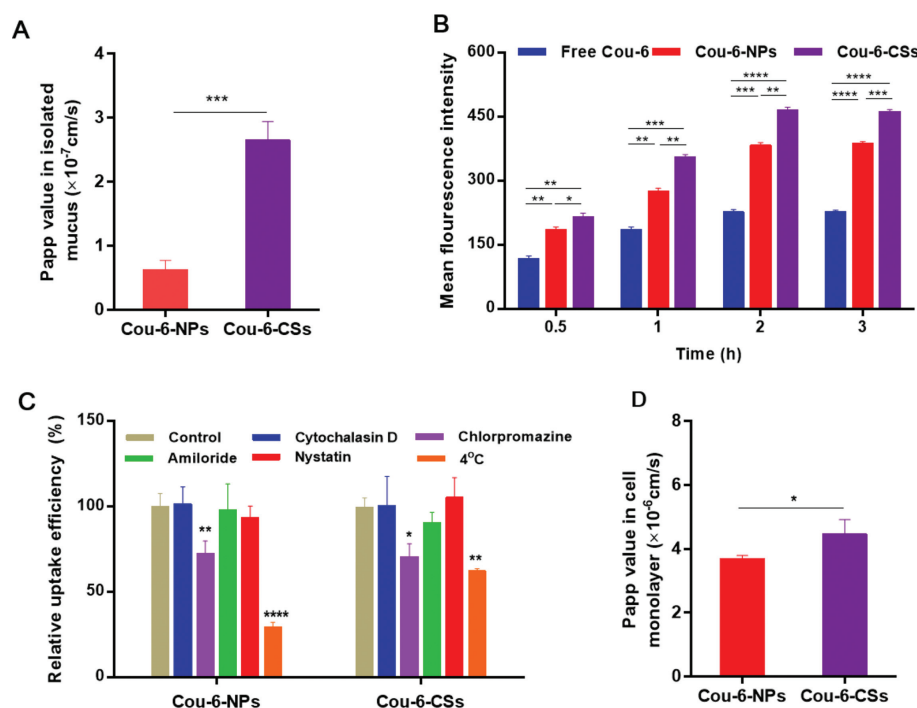 A
Papp value in isolated
mucus (×10-7cm/s)
4
3
2
1
0
***
Cou-6-NPs
Cou-6-CSs
B
Mean flourescence intensity
600
450
300
150
0
Free Cou-6
Cou-6-NPs
Cou-6-CSs
**
** *
***
** **
****
*** **
****
**** ***
0.5
1
2
3
Time (h)
C
Relative uptake efficiency (%)
150
100
50
0
Control
Cytochalasin D
Chlorpromazine
Amiloride
Nystatin
4°C
**
****
*
**
Cou-6-NPs
Cou-6-CSs
D
Papp value in cell
monolayer (×10-6cm/s)
8
6
4
2
0
*
Cou-6-NPs
Cou-6-CSs